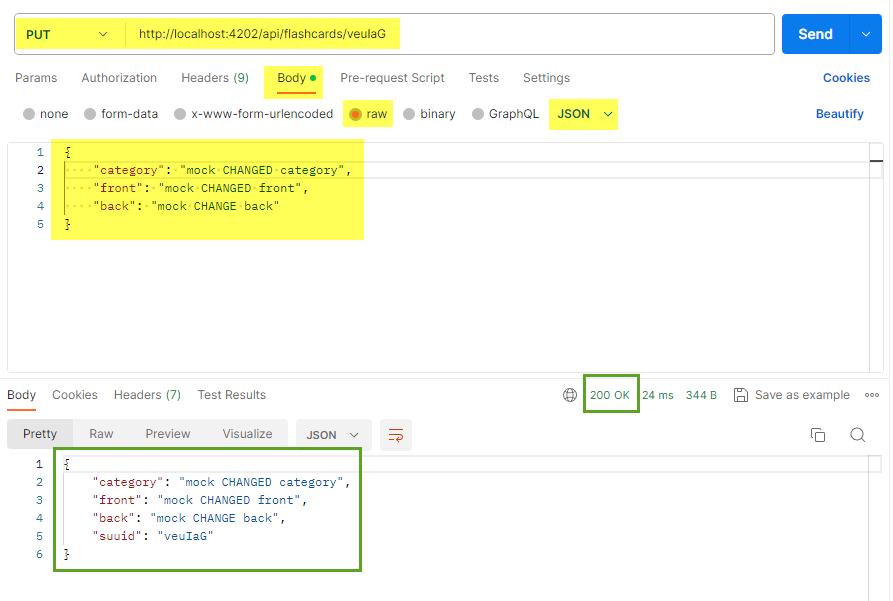 PUT http://localhost:4202/api/flashcards/veuIaG Send
Params Authorization Headers (9) Body Pre-request Script Tests Settings Cookies
none form-data x-www-form-urlencoded raw binary GraphQL JSON Beautify
1 {
2 "category": "mock CHANGED category",
3 "front": "mock CHANGED front",
4 "back": "mock CHANGE back"
5 }
Body Cookies Headers (7) Test Results 200 OK 24 ms 344 B Save as example
Pretty Raw Preview Visualize JSON
1 {
2 "category": "mock CHANGED category",
3 "front": "mock CHANGED front",
4 "back": "mock CHANGE back",
5 "suuid": "veuIaG"
6 }